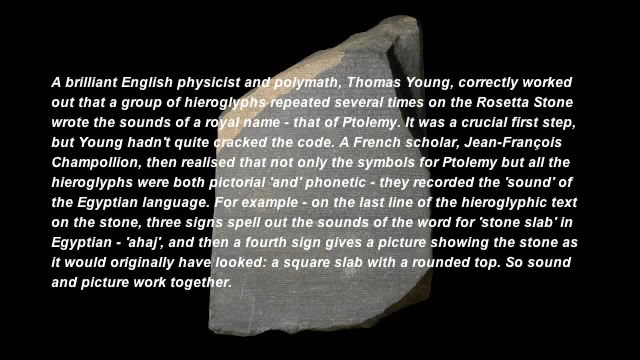 A brilliant English physicist and polymath, Thomas Young, correctly worked
out that a group of hieroglyphs repeated several times on the Rosetta Stone
wrote the sounds of a royal name - that of Ptolemy. It was a crucial first step,
but Young hadn't quite cracked the code. A French scholar, Jean-François
Champollion, then realised that not only the symbols for Ptolemy but all the
hieroglyphs were both pictorial 'and' phonetic - they recorded the 'sound' of
the Egyptian language. For example - on the last line of the hieroglyphic text
on the stone, three signs spell out the sounds of the word for 'stone slab' in
Egyptian - 'ahaj', and then a fourth sign gives a picture showing the stone as
it would originally have looked: a square slab with a rounded top. So sound
and picture work together.